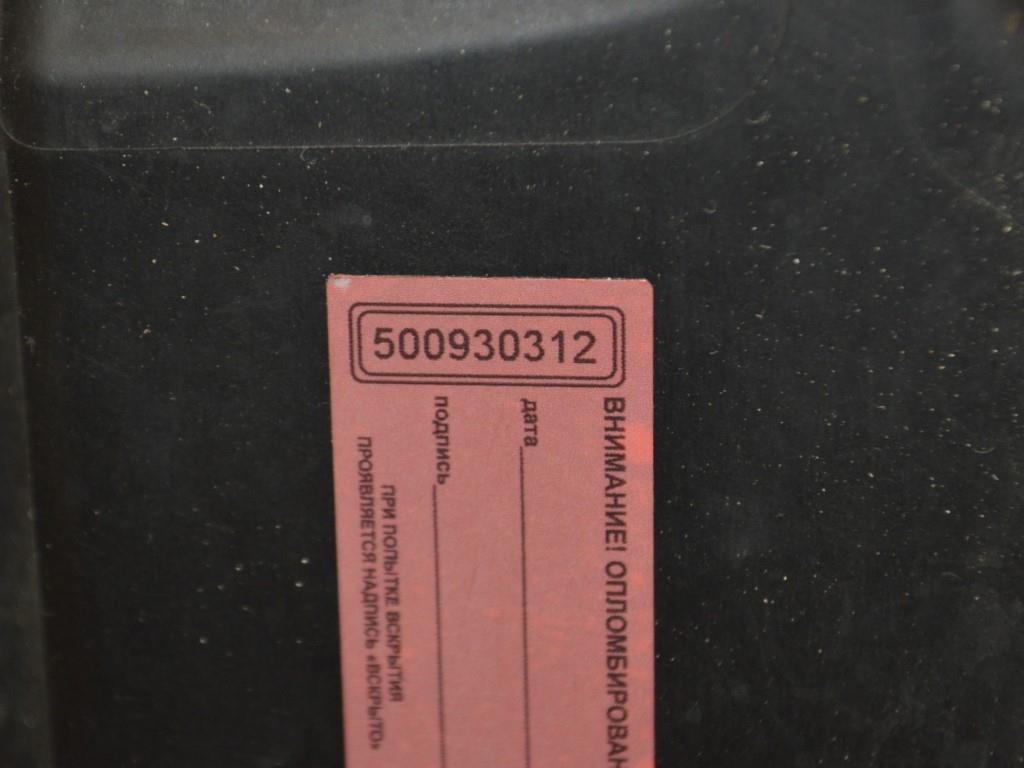 500930312
ВНИМАНИЕ! ОПЛОМБИРОВАН
дата
подпись
ПРИ ПОПЫТКЕ ВСКРЫТИЯ
ПРОЯВЛЯЕТСЯ НАДПИСЬ «ВСКРЫТО»